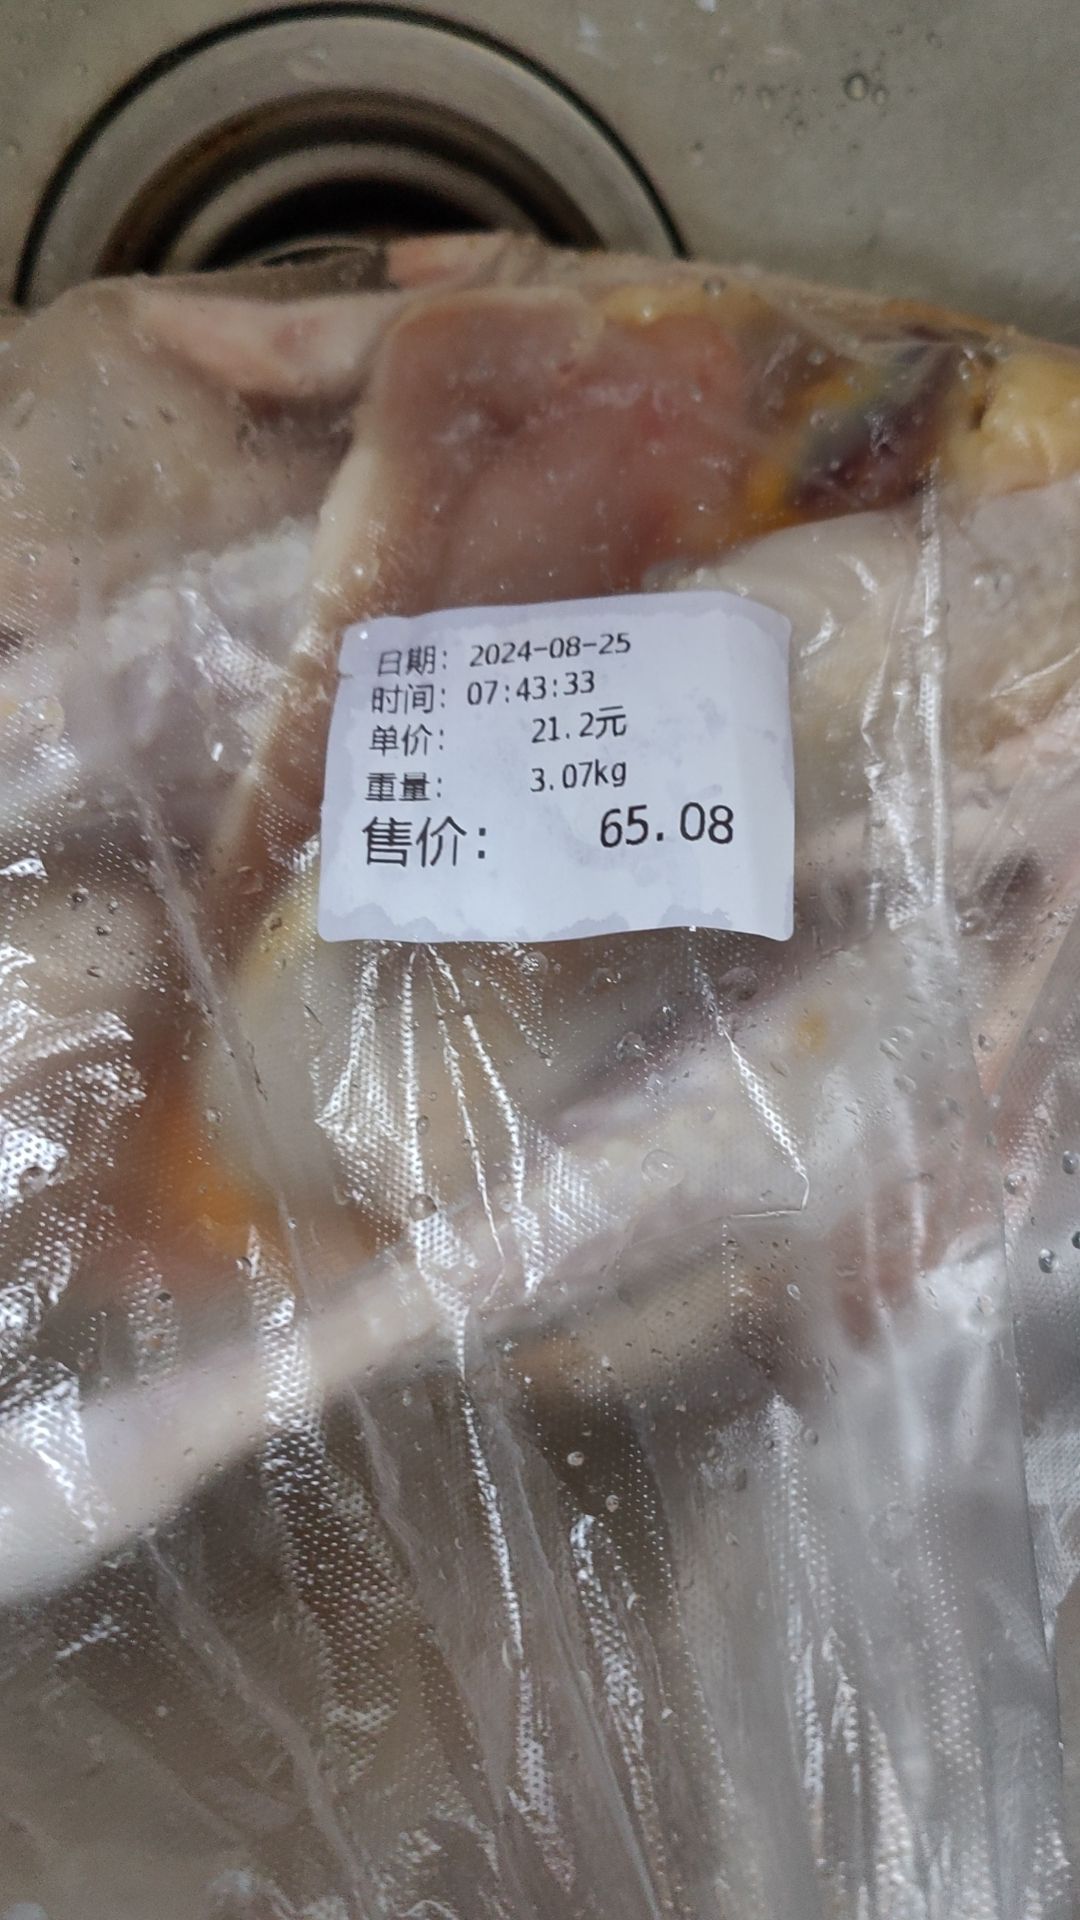 日期: 2024-08-25
时间: 07:43:33
单价: 21.2元
重量: 3.07kg
售价: 65.08